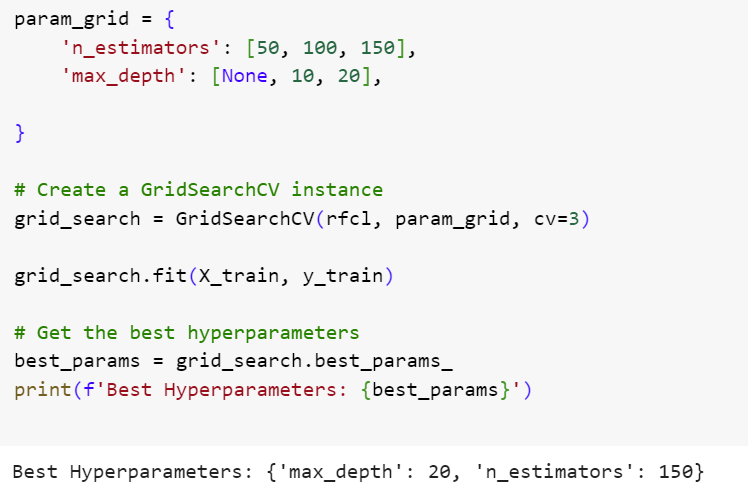 param_grid = {
    'n_estimators': [50, 100, 150],
    'max_depth': [None, 10, 20],
}
# Create a GridSearchCV instance
grid_search = GridSearchCV(rfcl, param_grid, cv=3)
grid_search.fit(X_train, y_train)
# Get the best hyperparameters
best_params = grid_search.best_params_
print(f'Best Hyperparameters: {best_params}')
Best Hyperparameters: {'max_depth': 20, 'n_estimators': 150}